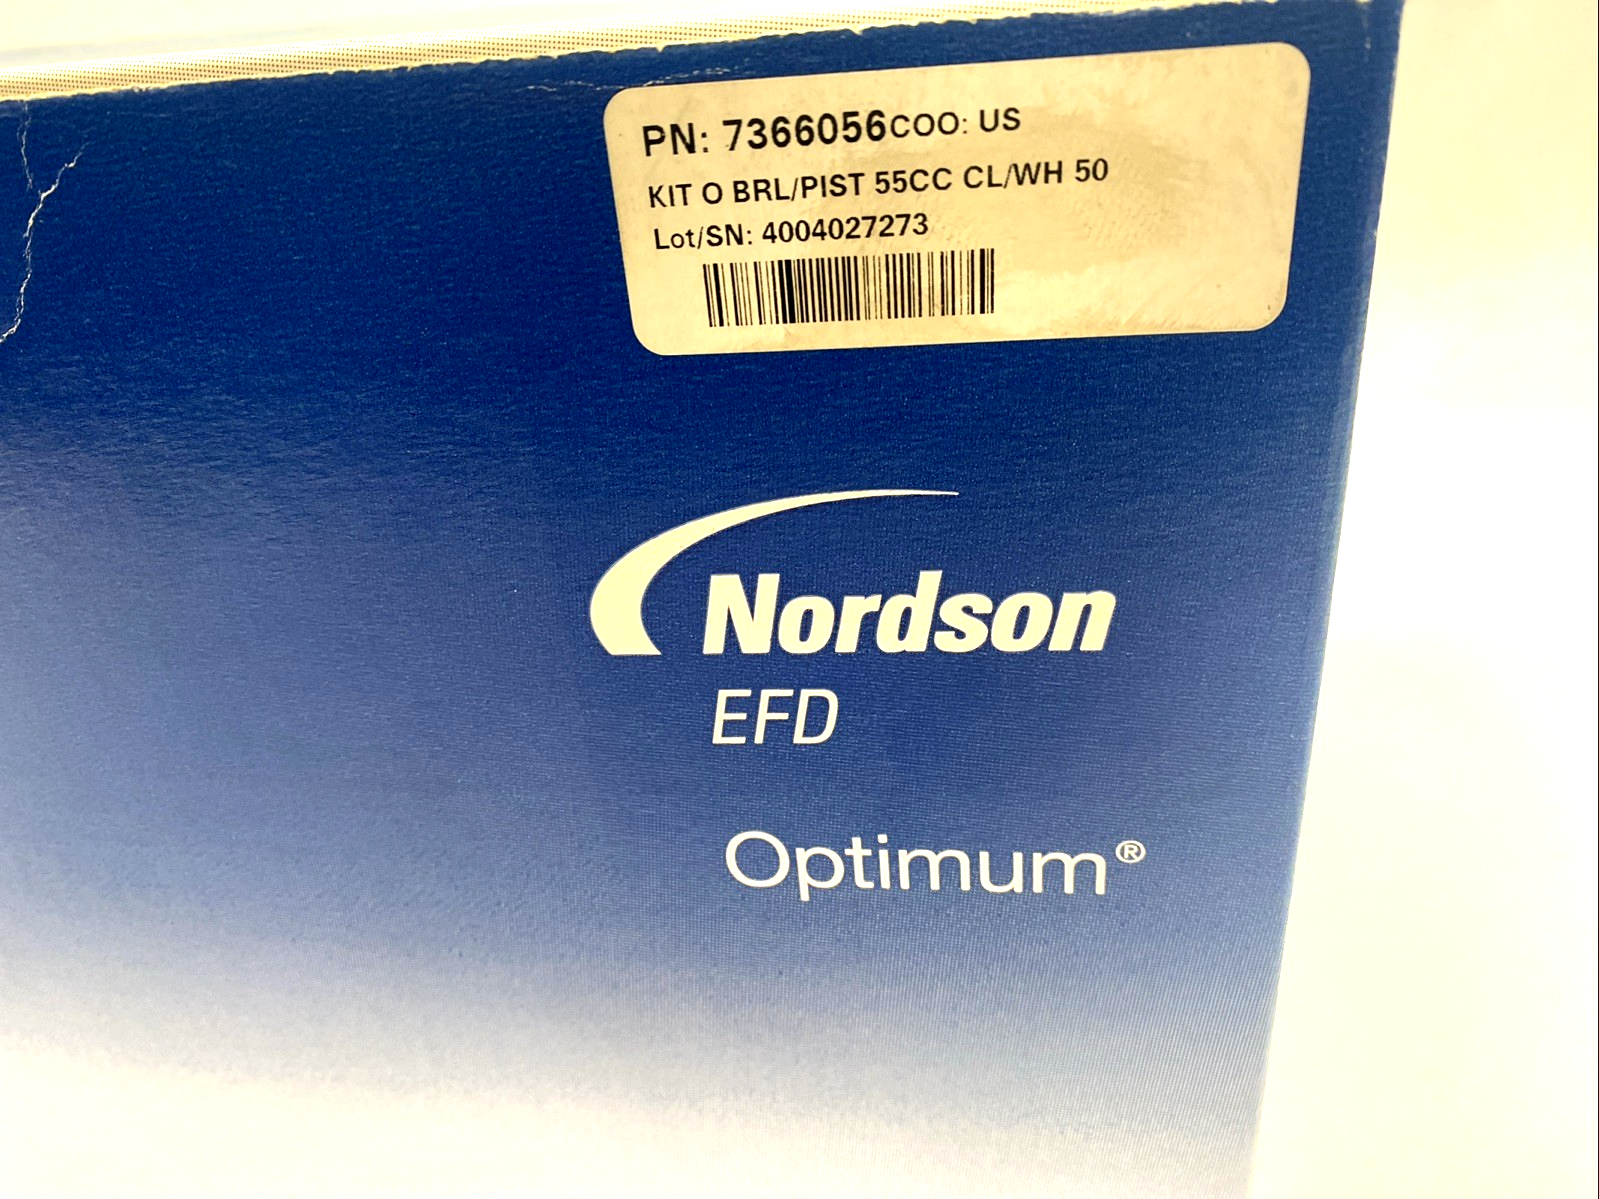 PN: 7366056COO: US
KIT O BRL/PIST 55CC CL/WH 50
Lot/SN: 4004027273
Nordson
EFD
Optimum®